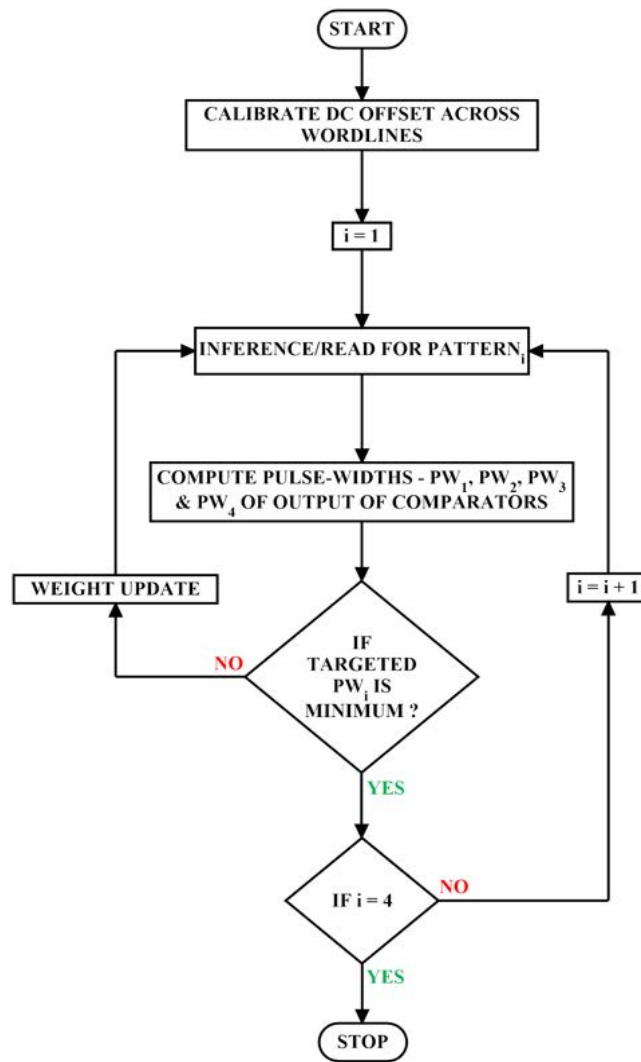 START
CALIBRATE DC OFFSET ACROSS
WORDLINES
i = 1
INFERENCE/READ FOR PATTERNᵢ
COMPUTE PULSE-WIDTHS - PW₁, PW₂, PW₃
& PW₄ OF OUTPUT OF COMPARATORS
WEIGHT UPDATE
i = i + 1
IF
TARGETED
PWᵢ IS
MINIMUM ?
NO
YES
IF i = 4
NO
YES
STOP